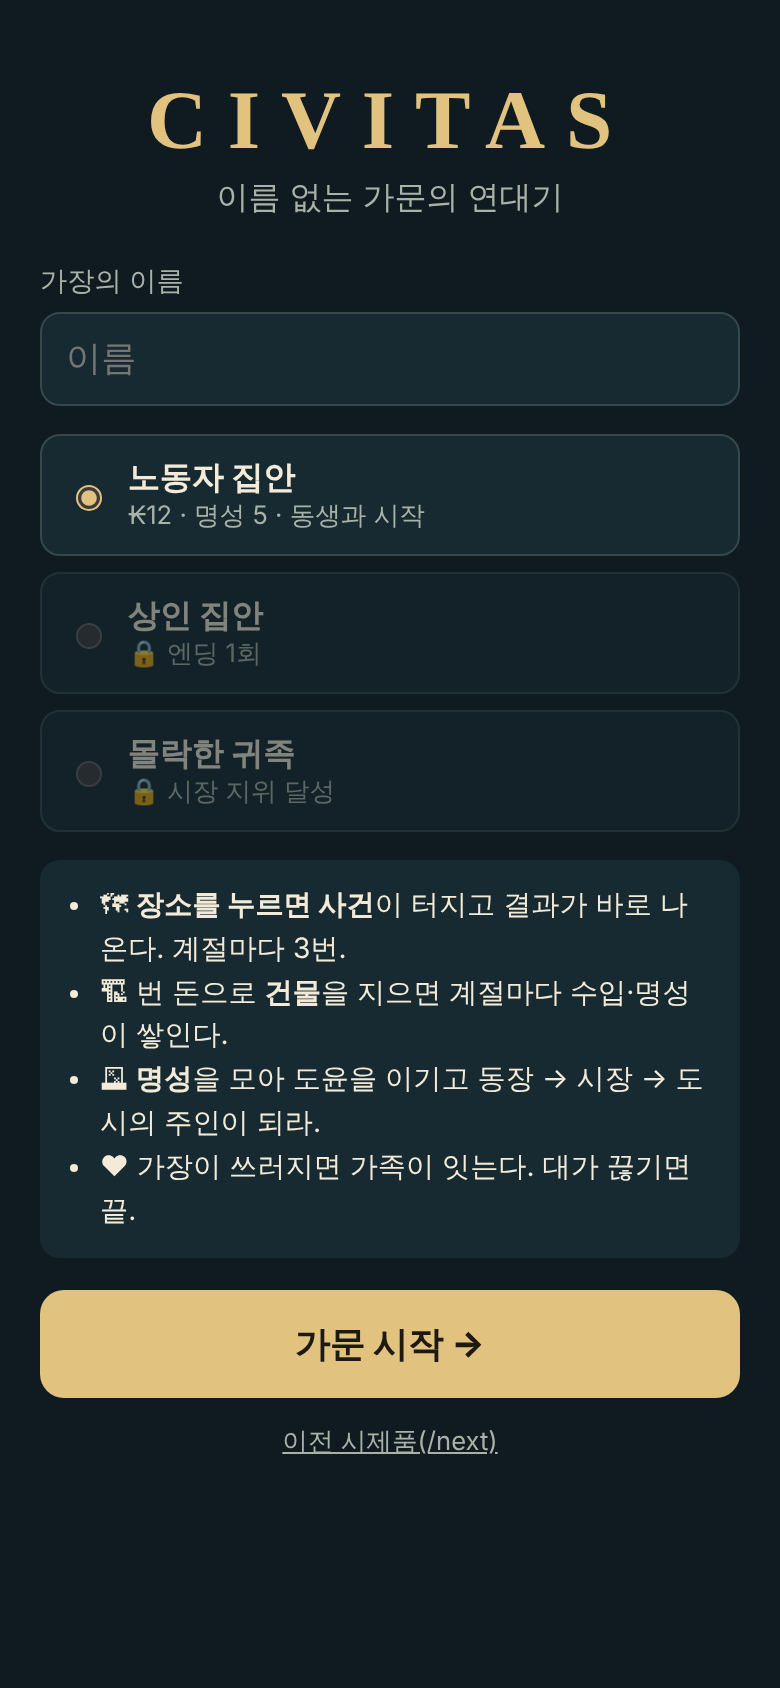 CIVITAS
이름 없는 가문의 연대기
가장의 이름
이름
노동자 집안
₭12 · 명성 5 · 동생과 시작
상인 집안
🔒 엔딩 1회
몰락한 귀족
🔒 시장 지위 달성
• 🗺 장소를 누르면 사건이 터지고 결과가 바로 나
온다. 계절마다 3번.
• 🏗 번 돈으로 건물을 지으면 계절마다 수입·명성
이 쌓인다.
• 🗳 명성을 모아 도윤을 이기고 동장 → 시장 → 도
시의 주인이 되라.
• ♥ 가장이 쓰러지면 가족이 잇는다. 대가 끊기면
끝.
가문 시작 →
이전 시제품(/next)